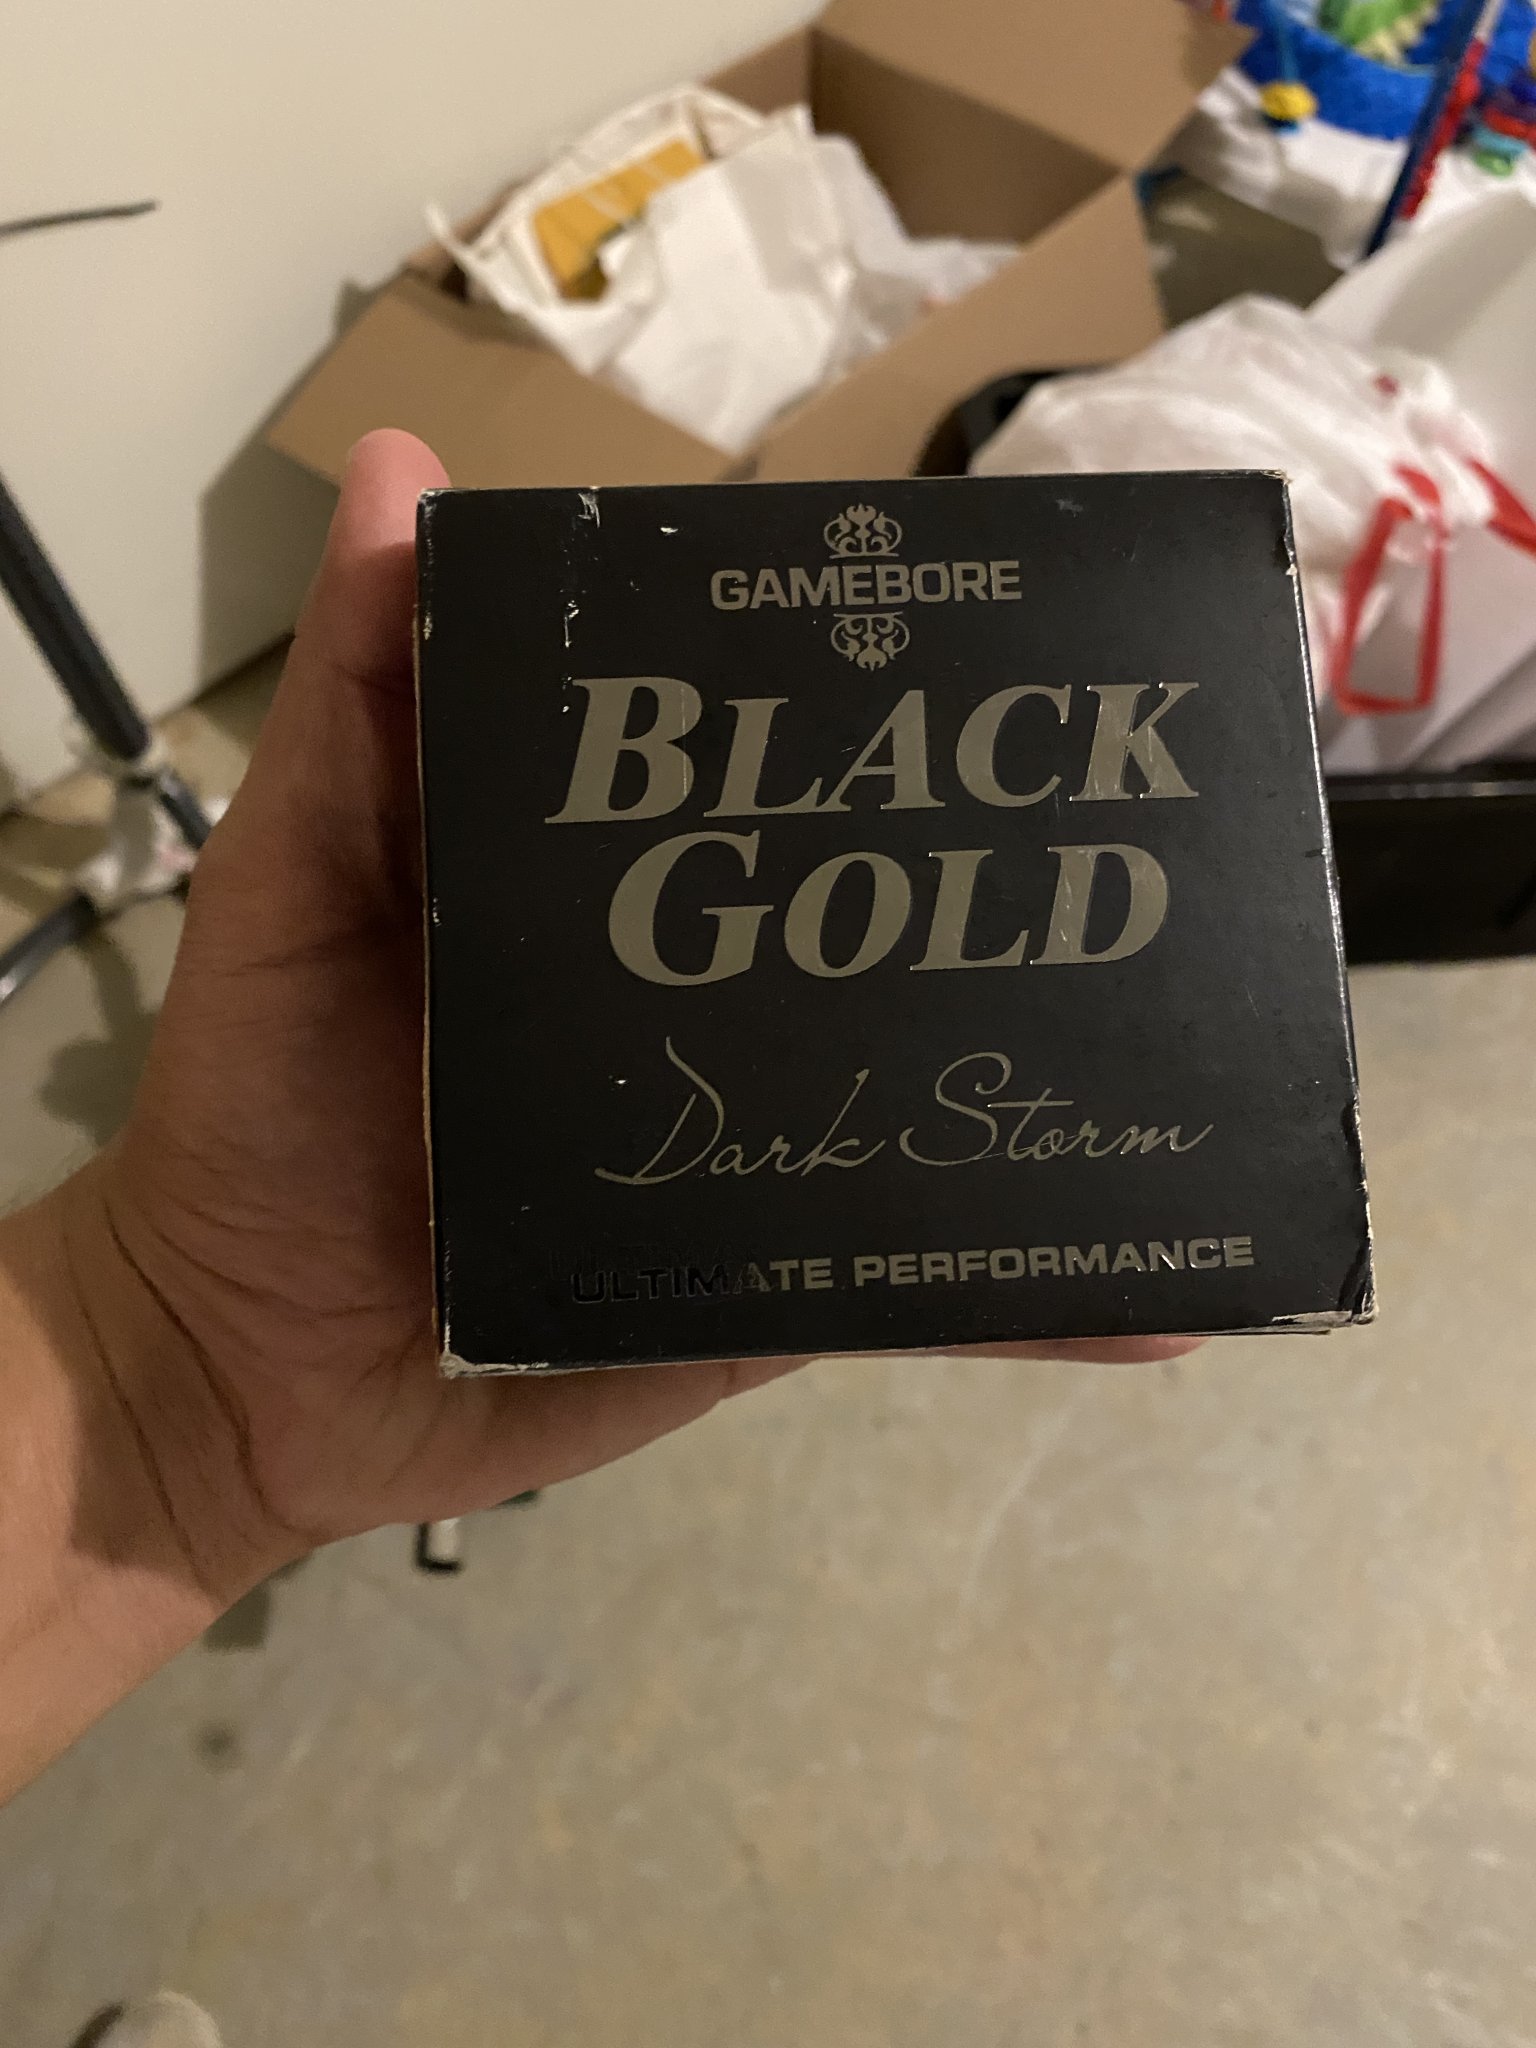 GAMEBORE
BLACK
GOLD
Dark Storm
ULTIMATE PERFORMANCE